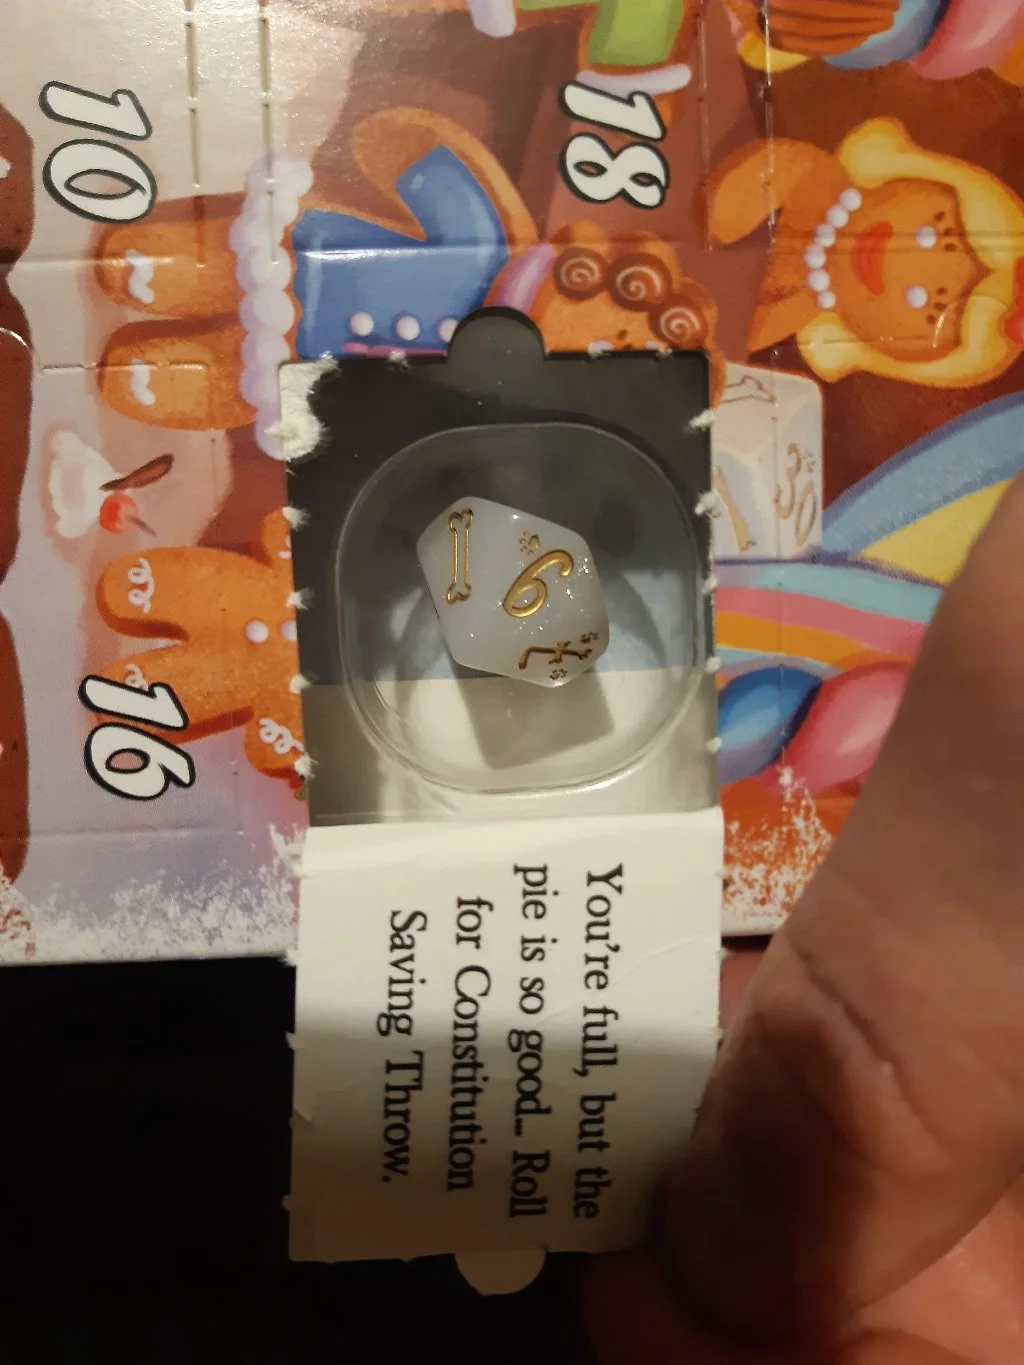 18
You're full, but the
pie is so good... Roll
for Constitution
Saving Throw.
10
16